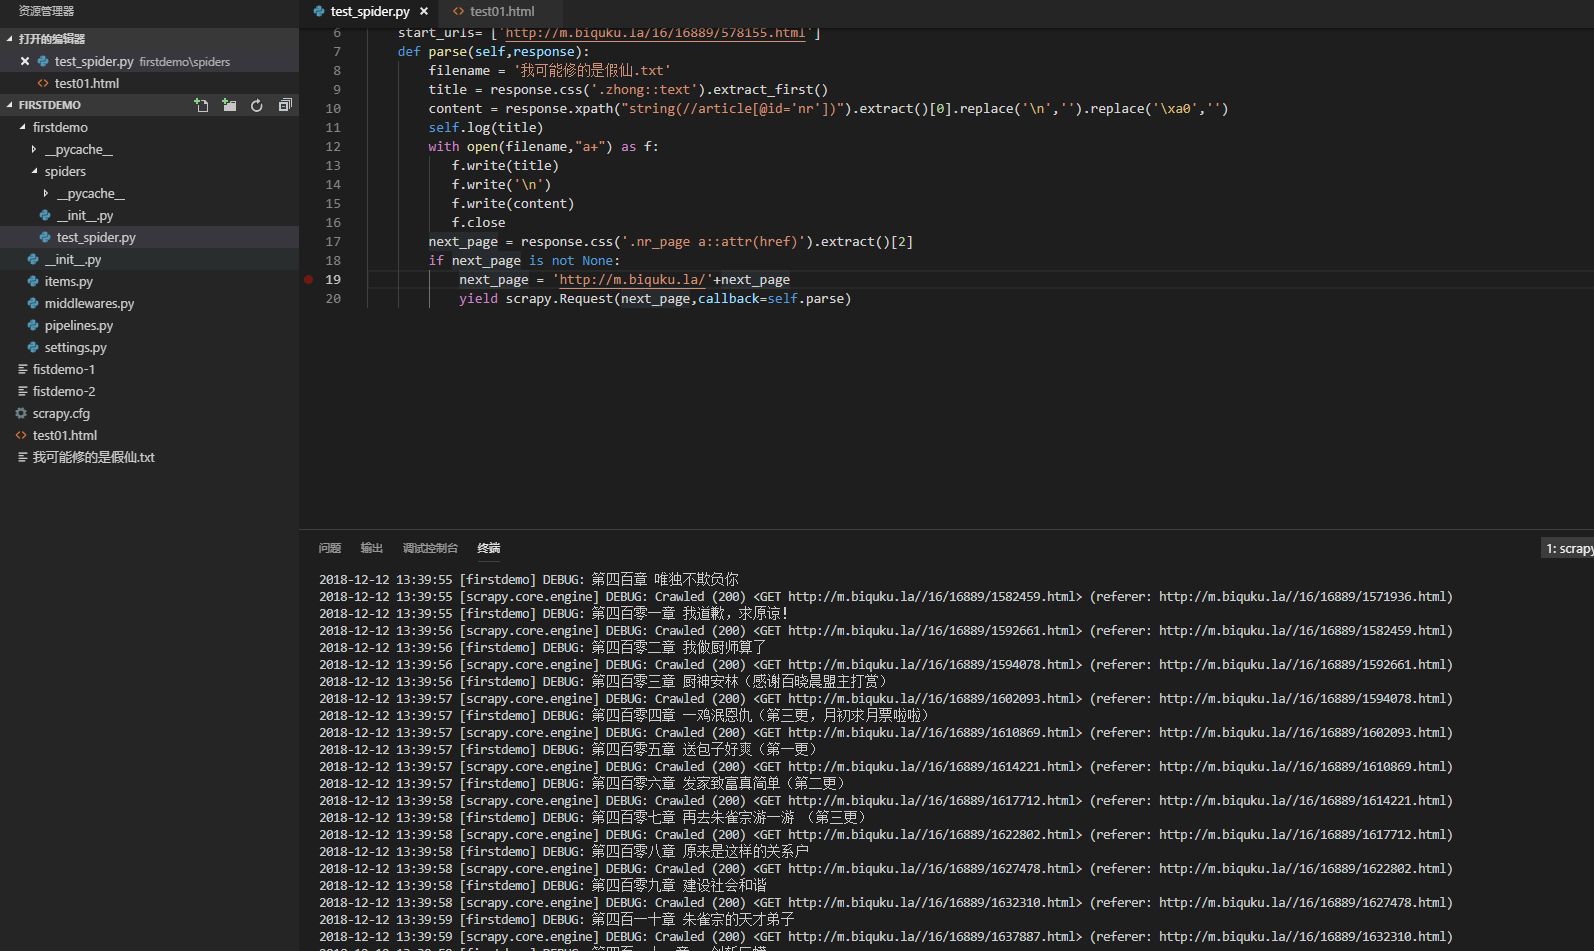 资源管理器
打开的编辑器
test_spider.py firstdemo\spiders
test01.html
FIRSTDEMO
firstdemo
__pycache__
spiders
__pycache__
__init__.py
test_spider.py
__init__.py
items.py
middlewares.py
pipelines.py
settings.py
fistdemo-1
fistdemo-2
scrapy.cfg
test01.html
我可能修的是假仙.txt
test_spider.py test01.html
6 start_urls= ['http://m.biquku.la/16/16889/578155.html']
7 def parse(self,response):
8 filename = '我可能修的是假仙.txt'
9 title = response.css('.zhong::text').extract_first()
10 content = response.xpath("string(//article[@id='nr'])").extract()[0].replace('\n','').replace('\xa0','')
11 self.log(title)
12 with open(filename,"a+") as f:
13 f.write(title)
14 f.write('\n')
15 f.write(content)
16 f.close
17 next_page = response.css('.nr_page a::attr(href)').extract()[2]
18 if next_page is not None:
19 next_page = 'http://m.biquku.la/'+next_page
20 yield scrapy.Request(next_page,callback=self.parse)
问题 输出 调试控制台 终端
1: scrapy
2018-12-12 13:39:55 [firstdemo] DEBUG: 第四百章 唯独不欺负你
2018-12-12 13:39:55 [scrapy.core.engine] DEBUG: Crawled (200) <GET http://m.biquku.la//16/16889/1582459.html> (referer: http://m.biquku.la//16/16889/1571936.html)
2018-12-12 13:39:55 [firstdemo] DEBUG: 第四百零一章 我道歉，求原谅！
2018-12-12 13:39:56 [scrapy.core.engine] DEBUG: Crawled (200) <GET http://m.biquku.la//16/16889/1592661.html> (referer: http://m.biquku.la//16/16889/1582459.html)
2018-12-12 13:39:56 [firstdemo] DEBUG: 第四百零二章 我做厨师算了
2018-12-12 13:39:56 [scrapy.core.engine] DEBUG: Crawled (200) <GET http://m.biquku.la//16/16889/1594078.html> (referer: http://m.biquku.la//16/16889/1592661.html)
2018-12-12 13:39:56 [firstdemo] DEBUG: 第四百零三章 厨神安林（感谢百晓晨盟主打赏）
2018-12-12 13:39:57 [scrapy.core.engine] DEBUG: Crawled (200) <GET http://m.biquku.la//16/16889/1602093.html> (referer: http://m.biquku.la//16/16889/1594078.html)
2018-12-12 13:39:57 [firstdemo] DEBUG: 第四百零四章 一鸡泯恩仇（第三更，月初求月票啦啦）
2018-12-12 13:39:57 [scrapy.core.engine] DEBUG: Crawled (200) <GET http://m.biquku.la//16/16889/1610869.html> (referer: http://m.biquku.la//16/16889/1602093.html)
2018-12-12 13:39:57 [firstdemo] DEBUG: 第四百零五章 送包子好爽（第一更）
2018-12-12 13:39:57 [scrapy.core.engine] DEBUG: Crawled (200) <GET http://m.biquku.la//16/16889/1614221.html> (referer: http://m.biquku.la//16/16889/1610869.html)
2018-12-12 13:39:57 [firstdemo] DEBUG: 第四百零六章 发家致富真简单（第二更）
2018-12-12 13:39:58 [scrapy.core.engine] DEBUG: Crawled (200) <GET http://m.biquku.la//16/16889/1617712.html> (referer: http://m.biquku.la//16/16889/1614221.html)
2018-12-12 13:39:58 [firstdemo] DEBUG: 第四百零七章 再去朱雀宗游一游 （第三更）
2018-12-12 13:39:58 [scrapy.core.engine] DEBUG: Crawled (200) <GET http://m.biquku.la//16/16889/1622802.html> (referer: http://m.biquku.la//16/16889/1617712.html)
2018-12-12 13:39:58 [firstdemo] DEBUG: 第四百零八章 原来是这样的关系户
2018-12-12 13:39:58 [scrapy.core.engine] DEBUG: Crawled (200) <GET http://m.biquku.la//16/16889/1627478.html> (referer: http://m.biquku.la//16/16889/1622802.html)
2018-12-12 13:39:58 [firstdemo] DEBUG: 第四百零九章 建设社会和谐
2018-12-12 13:39:58 [scrapy.core.engine] DEBUG: Crawled (200) <GET http://m.biquku.la//16/16889/1632310.html> (referer: http://m.biquku.la//16/16889/1627478.html)
2018-12-12 13:39:59 [firstdemo] DEBUG: 第四百一十章 朱雀宗的天才弟子
2018-12-12 13:39:59 [scrapy.core.engine] DEBUG: Crawled (200) <GET http://m.biquku.la//16/16889/1637887.html> (referer: http://m.biquku.la//16/16889/1632310.html)